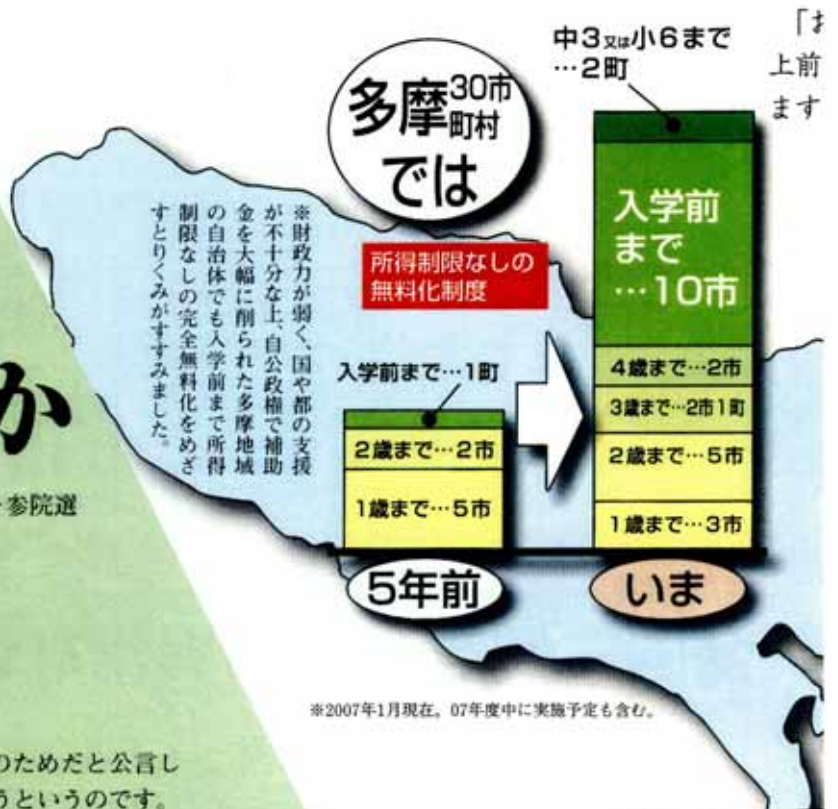 「お
上前
ます
多摩30市町村
では
中3又は小6まで
…2町
入学前
まで
…10市
4歳まで…2市
3歳まで…2市1町
2歳まで…5市
1歳まで…3市
所得制限なしの
無料化制度
入学前まで…1町
2歳まで…2市
1歳まで…5市
5年前
いま
※財政力が弱く、国や都の支援
が不十分な上、自公政権で補助
金を大幅に削られた多摩地域
の自治体でも入学前まで所得
制限なしの完全無料化をめざ
すとりくみがすすみました。
※2007年1月現在。07年度中に実施予定も含む。
か
参院選
のためだと公言し
うというのです。